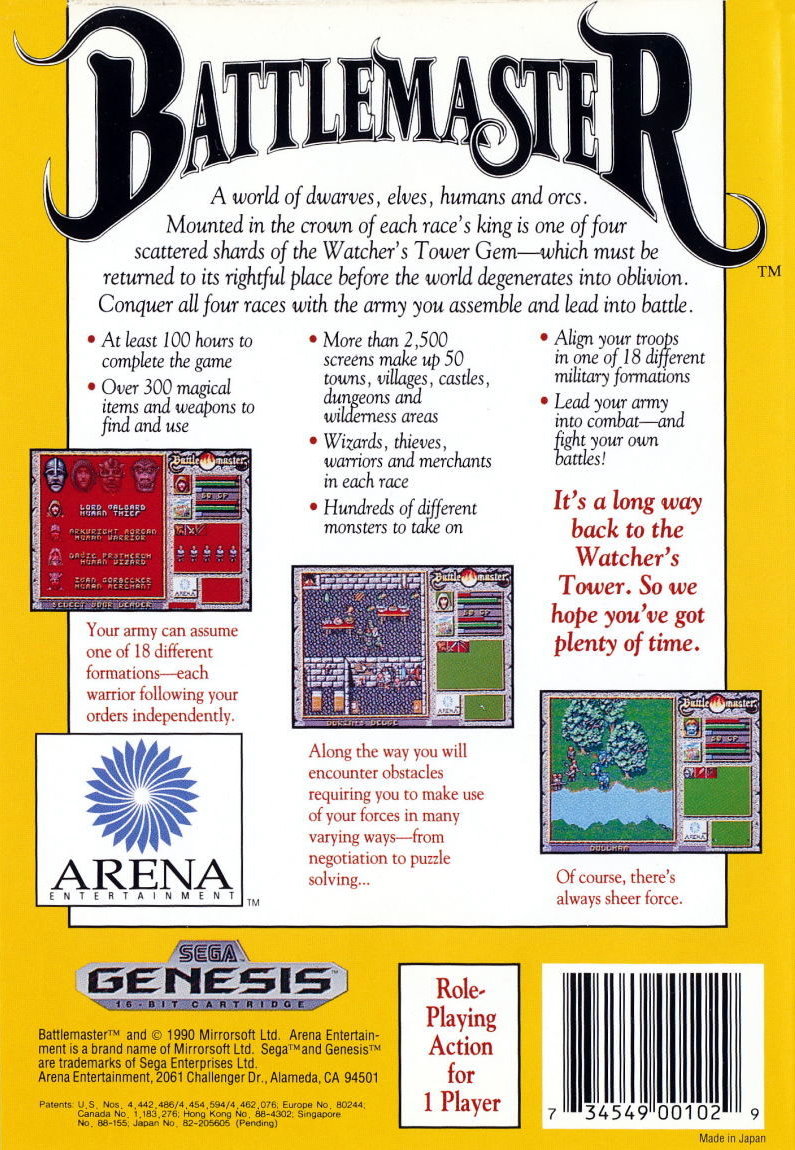 BATTLEMASTER
TM
A world of dwarves, elves, humans and orcs.
Mounted in the crown of each race's king is one of four
scattered shards of the Watcher's Tower Gem—which must be
returned to its rightful place before the world degenerates into oblivion.
Conquer all four races with the army you assemble and lead into battle.
• At least 100 hours to
complete the game
• Over 300 magical
items and weapons to
find and use
• More than 2,500
screens make up 50
towns, villages, castles,
dungeons and
wilderness areas
• Wizards, thieves,
warriors and merchants
in each race
• Hundreds of different
monsters to take on
• Align your troops
in one of 18 different
military formations
• Lead your army
into combat—and
fight your own
battles!
It's a long way
back to the
Watcher's
Tower. So we
hope you've got
plenty of time.
Battlemaster
LORD VALGARD
HUMAN THIEF
ARKWRIGHT MORGAN
HUMAN WARRIOR
HUMAN WIZARD
HUMAN MERCHANT
SELECT YOUR LEADER
ARENA
Your army can assume
one of 18 different
formations—each
warrior following your
orders independently.
Battlemaster
ARENA
Along the way you will
encounter obstacles
requiring you to make use
of your forces in many
varying ways—from
negotiation to puzzle
solving...
Battlemaster
ARENA
Of course, there's
always sheer force.
ARENA
ENTERTAINMENT
TM
SEGA
GENESIS™
16-BIT CARTRIDGE
Battlemaster™ and © 1990 Mirrorsoft Ltd. Arena Entertain-
ment is a brand name of Mirrorsoft Ltd. Sega™ and Genesis™
are trademarks of Sega Enterprises Ltd.
Arena Entertainment, 2061 Challenger Dr., Alameda, CA 94501
Patents: U.S. Nos. 4,442,486/4,454,594/4,462,076; Europe No. 80244;
Canada No. 1,183,276; Hong Kong No. 88-4302; Singapore
No. 88-155; Japan No. 82-205605 (Pending)
Role-
Playing
Action
for
1 Player
7 34549 00102 9
Made in Japan